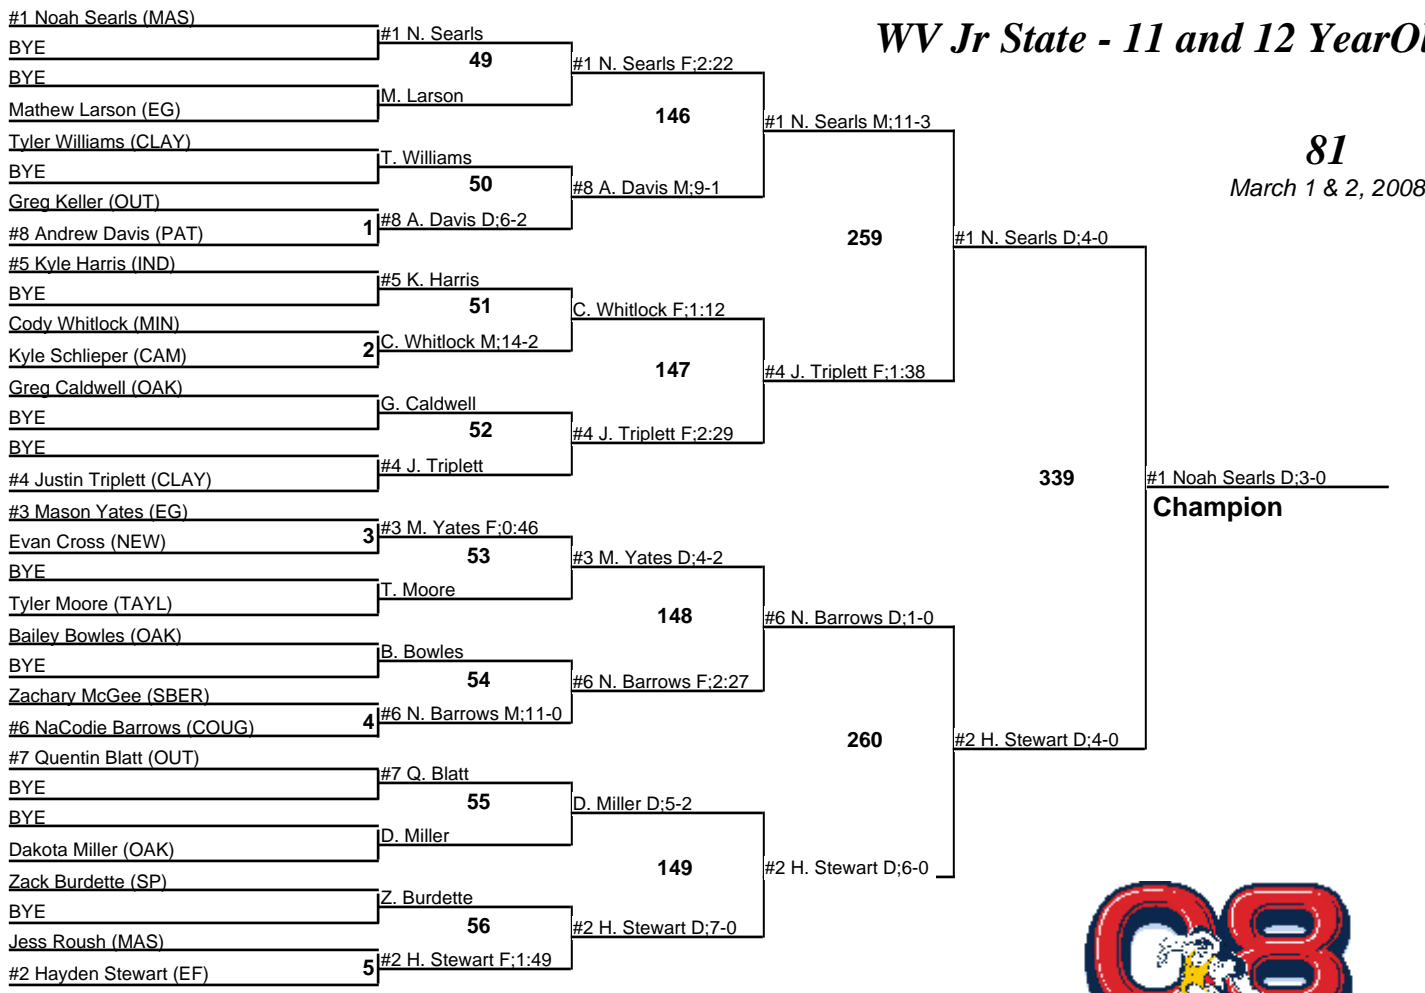 WV Jr State - 11 and 12 YearOl
81
March 1 & 2, 2008
#1 Noah Searls (MAS)
BYE
BYE
Mathew Larson (EG)
Tyler Williams (CLAY)
BYE
Greg Keller (OUT)
#8 Andrew Davis (PAT)
#5 Kyle Harris (IND)
BYE
Cody Whitlock (MIN)
Kyle Schlieper (CAM)
Greg Caldwell (OAK)
BYE
BYE
#4 Justin Triplett (CLAY)
#3 Mason Yates (EG)
Evan Cross (NEW)
BYE
Tyler Moore (TAYL)
Bailey Bowles (OAK)
BYE
Zachary McGee (SBER)
#6 NaCodie Barrows (COUG)
#7 Quentin Blatt (OUT)
BYE
BYE
Dakota Miller (OAK)
Zack Burdette (SP)
BYE
Jess Roush (MAS)
#2 Hayden Stewart (EF)
1
2
3
4
5
#1 N. Searls
49
M. Larson
T. Williams
50
#8 A. Davis D;6-2
#5 K. Harris
51
C. Whitlock M;14-2
G. Caldwell
52
#4 J. Triplett
#3 M. Yates F;0:46
53
T. Moore
B. Bowles
54
#6 N. Barrows M;11-0
#7 Q. Blatt
55
D. Miller
Z. Burdette
56
#2 H. Stewart F;1:49
#1 N. Searls F;2:22
146
#8 A. Davis M;9-1
C. Whitlock F;1:12
147
#4 J. Triplett F;2:29
#3 M. Yates D;4-2
148
#6 N. Barrows F;2:27
D. Miller D;5-2
149
#2 H. Stewart D;7-0
#1 N. Searls M;11-3
259
#4 J. Triplett F;1:38
#6 N. Barrows D;1-0
260
#2 H. Stewart D;6-0
#1 N. Searls D;4-0
339
#2 H. Stewart D;4-0
#1 Noah Searls D;3-0
Champion
08